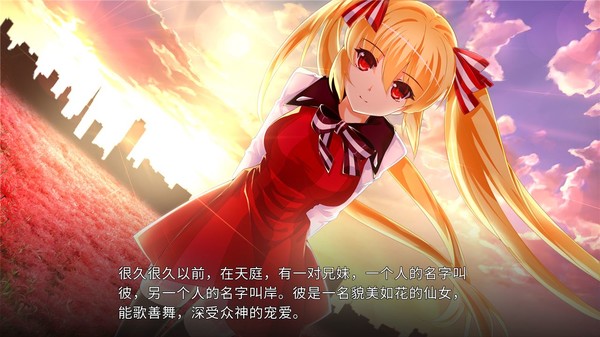 很久很久以前，在天庭，有一对兄妹，一个人的名字叫
彼，另一个人的名字叫岸。彼是一名貌美如花的仙女，
能歌善舞，深受众神的宠爱。